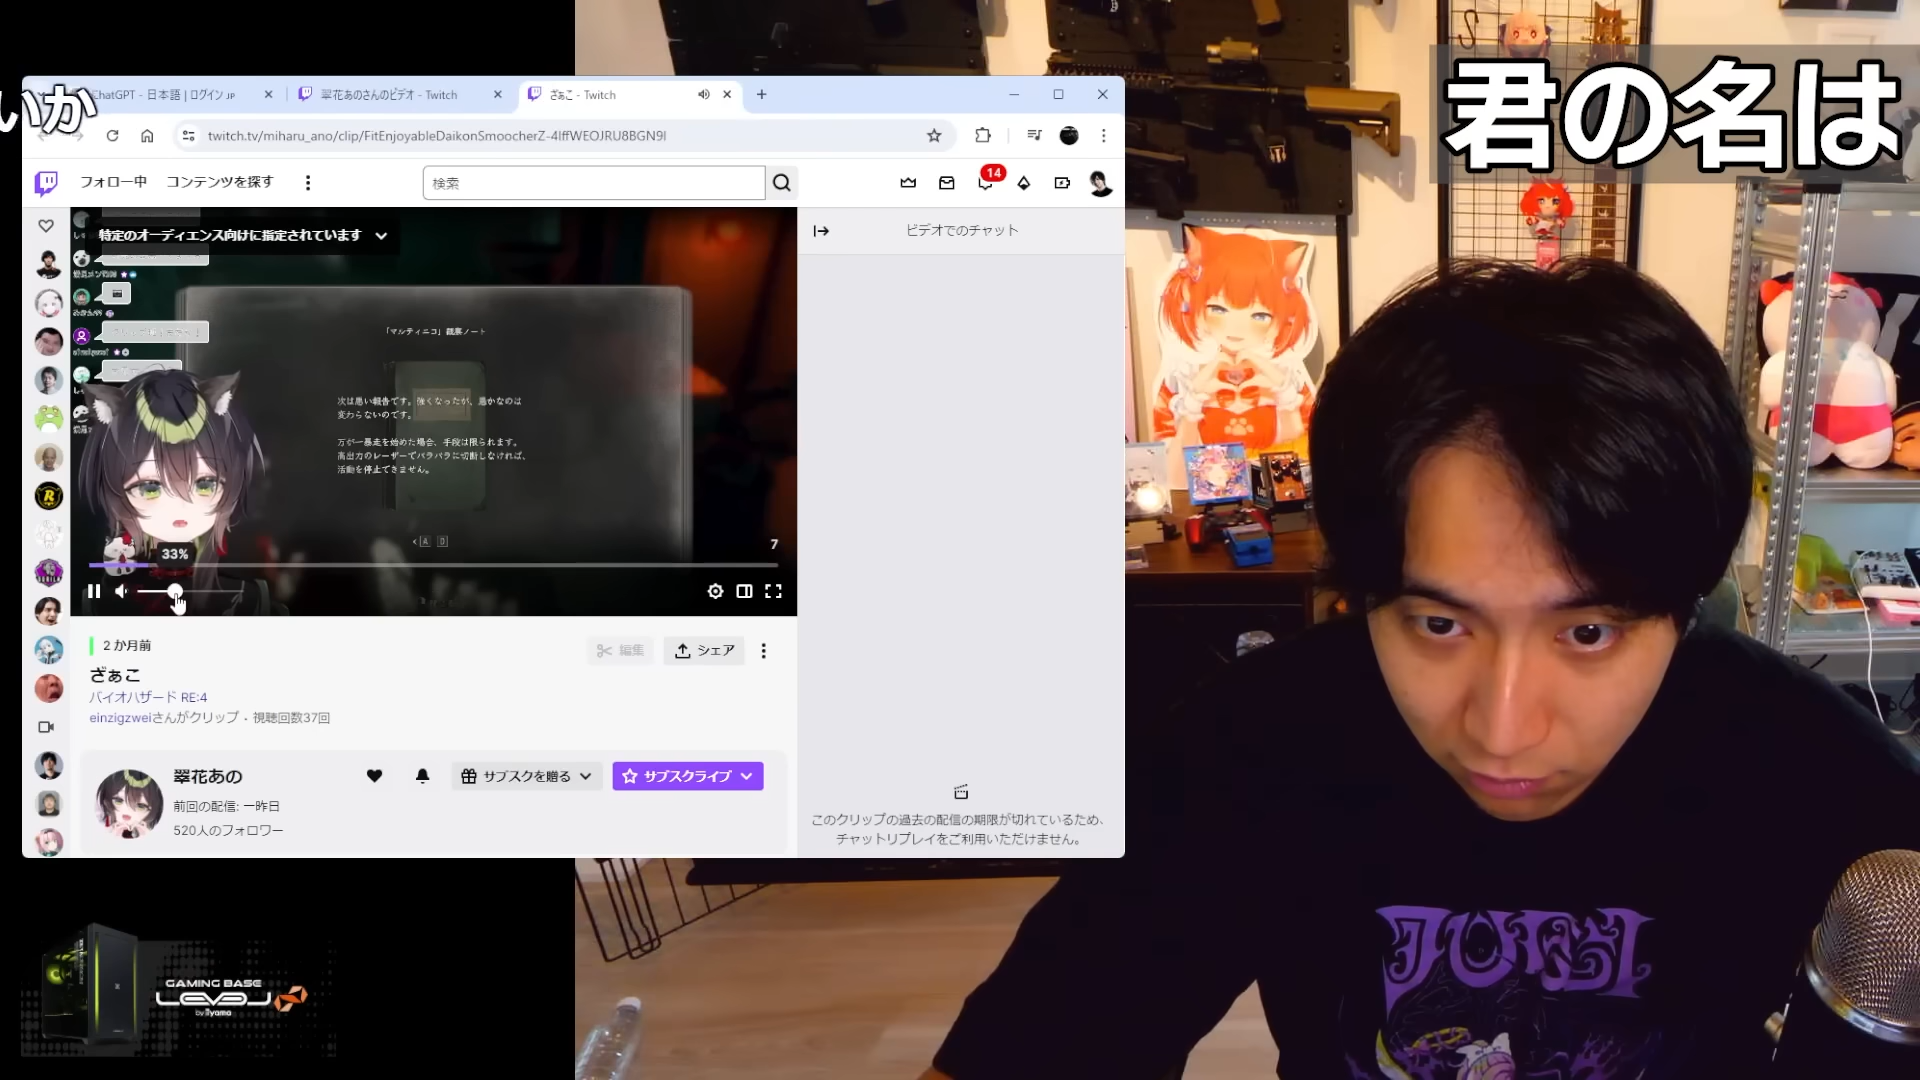 いか
君の名は
ChatGPT - 日本語 | ログイン JP
翠花あのさんのビデオ - Twitch
ざぁこ - Twitch
twitch.tv/miharu_ano/clip/FitEnjoyableDaikonSmoocherZ-4IffWEOJRU8BGN9l
フォロー中
コンテンツを探す
検索
14
特定のオーディエンス向けに指定されています
ビデオでのチャット
「マルティニコ」観察ノート
次は悪い報告です。強くなったが、愚かなのは
変わらないのです。
万が一暴走を始めた場合、手段は限られます。
高出力のレーザーでバラバラに切断しなければ、
活動を停止できません。
A D
7
33%
2 か月前
編集
シェア
ざぁこ
バイオハザード RE:4
einzigzweiさんがクリップ・視聴回数37回
翠花あの
前回の配信: 一昨日
520人のフォロワー
サブスクを贈る
サブスクライブ
このクリップの過去の配信の期限が切れているため、
チャットリプレイをご利用いただけません。
GAMING BASE
LEVEL∞
by iiyama